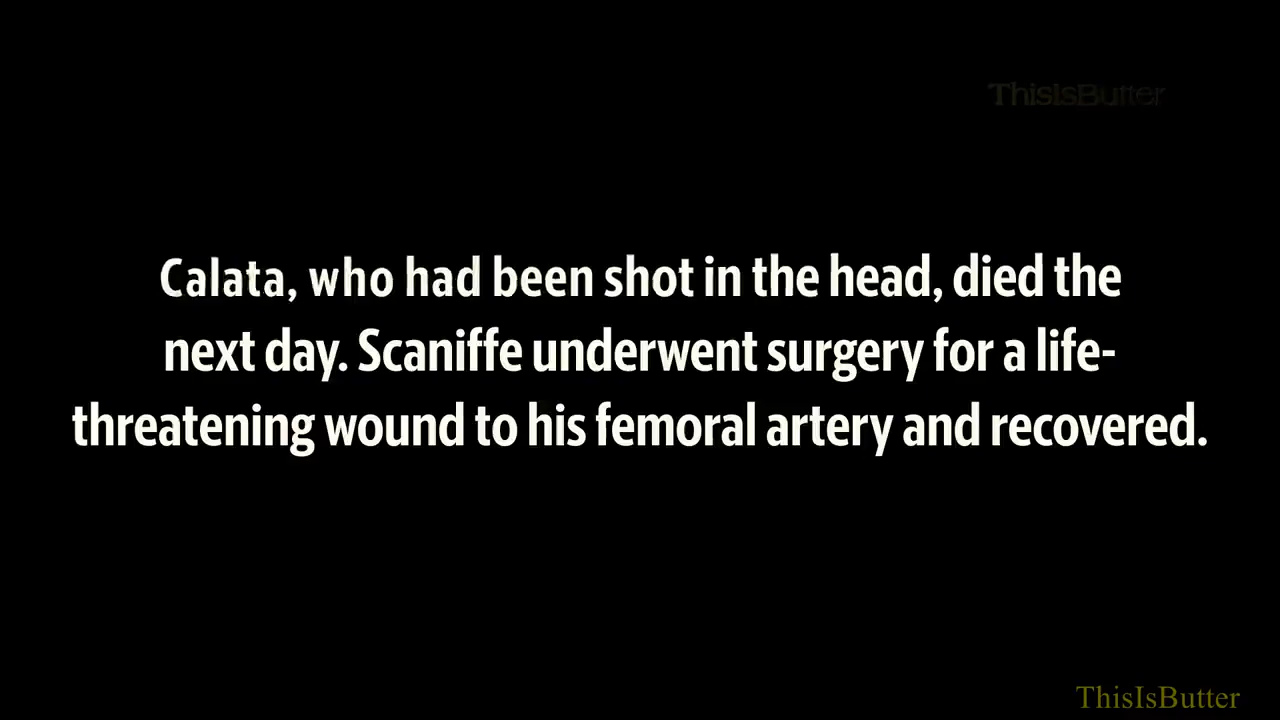 ThisIsButter
Calata, who had been shot in the head, died the
next day. Scaniffe underwent surgery for a life-
threatening wound to his femoral artery and recovered.
ThisIsButter